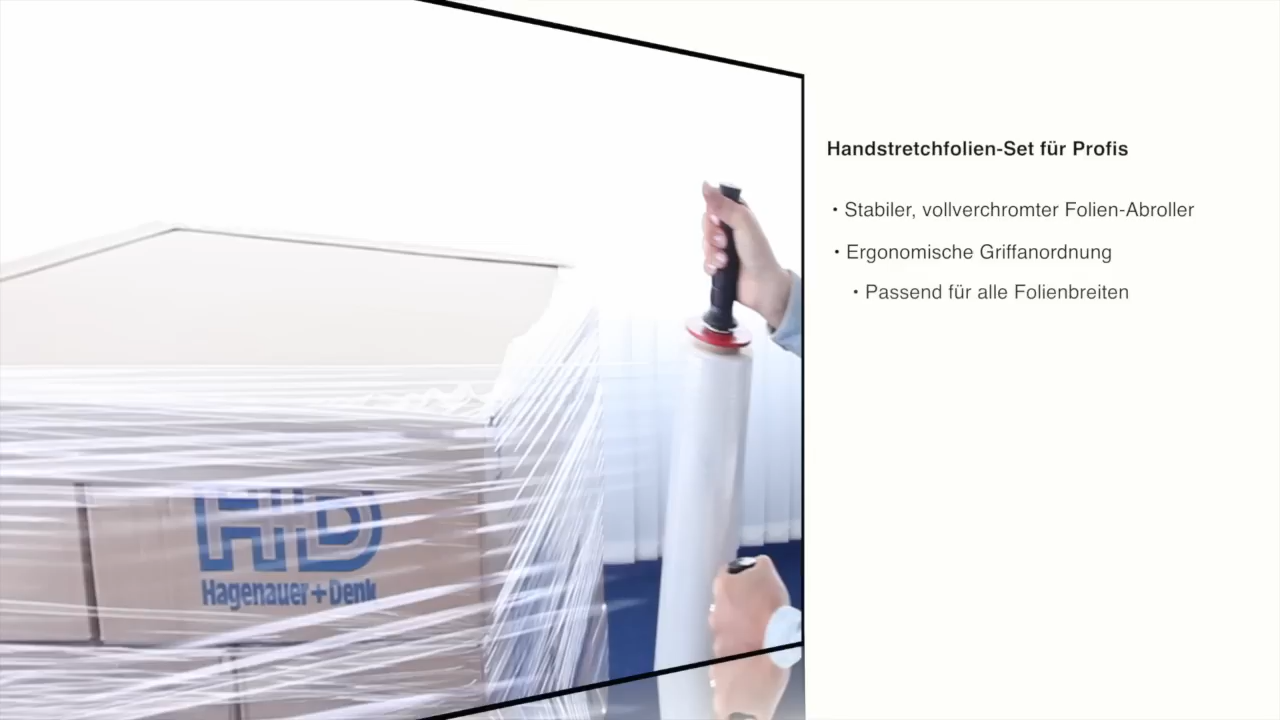 Handstretchfolien-Set für Profis
• Stabiler, vollverchromter Folien-Abroller
• Ergonomische Griffanordnung
• Passend für alle Folienbreiten
H+D
Hagenauer+Denk